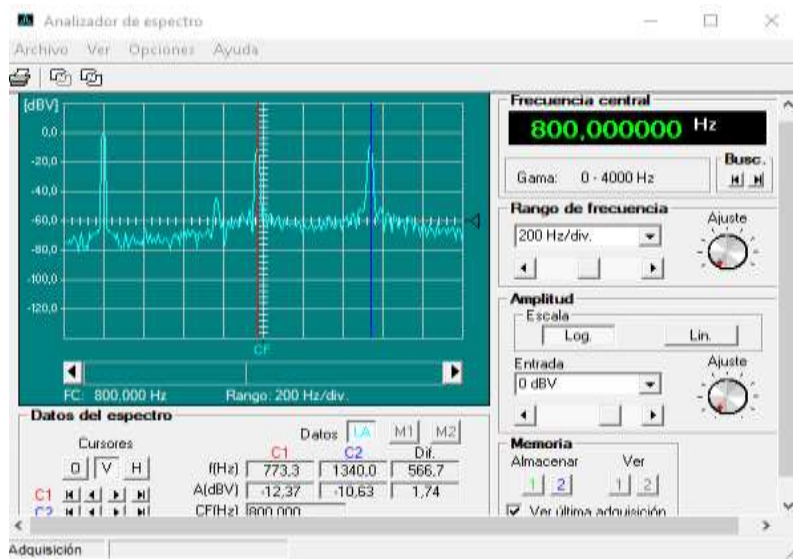 Analizador de espectro
Archivo Ver Opciones Ayuda
[dBV]
0,0
-20,0
-40,0
-60,0
-80,0
-100,0
-120,0
CF
FC: 800,000 Hz Rango: 200 Hz/div.
Frecuencia central
800,000000 Hz
Gama: 0 - 4000 Hz
Busc.
Rango de frecuencia
200 Hz/div.
Ajuste
Amplitud
Escala
Log. Lin.
Entrada
0 dBV
Ajuste
Datos del espectro
Cursores
0 V H
C1
C2
Datos LA M1 M2
C1 C2 Dif.
f(Hz) 773,3 1340,0 566,7
A(dBV) -12,37 -10,63 1,74
CF(Hz) 800,000
Memoria
Almacenar Ver
1 2 1 2
Ver última adquisición
Adquisición